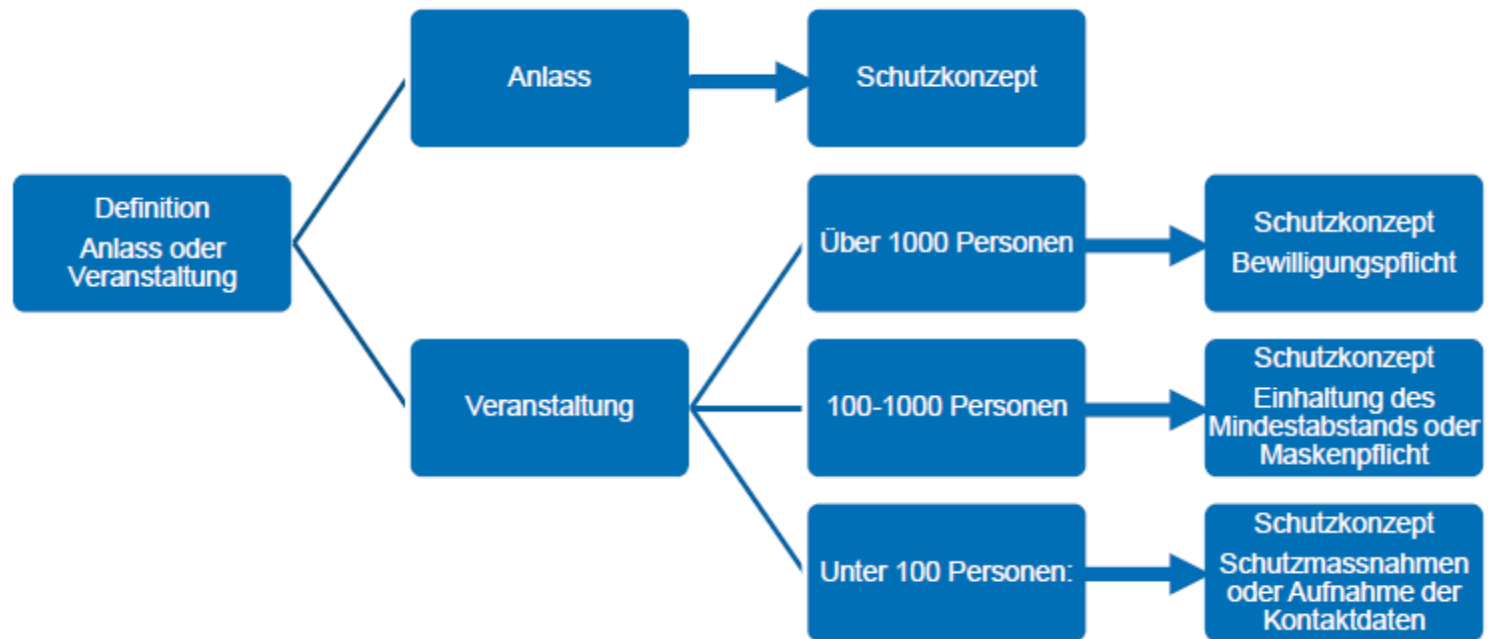 Anlass
Schutzkonzept
Definition
Anlass oder
Veranstaltung
Über 1000 Personen
Schutzkonzept
Bewilligungspflicht
Veranstaltung
100-1000 Personen
Schutzkonzept
Einhaltung des
Mindestabstands oder
Maskenpflicht
Unter 100 Personen:
Schutzkonzept
Schutzmassnahmen
oder Aufnahme der
Kontaktdaten